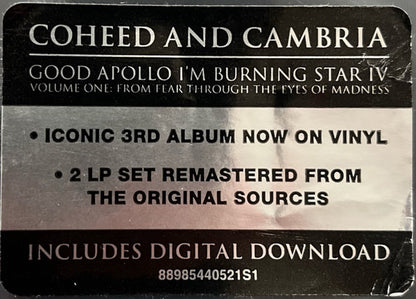 COHEED AND CAMBRIA
GOOD APOLLO I'M BURNING STAR IV
VOLUME ONE: FROM FEAR THROUGH THE EYES OF MADNESS
• ICONIC 3RD ALBUM NOW ON VINYL
• 2 LP SET REMASTERED FROM
THE ORIGINAL SOURCES
INCLUDES DIGITAL DOWNLOAD
88985440521S1